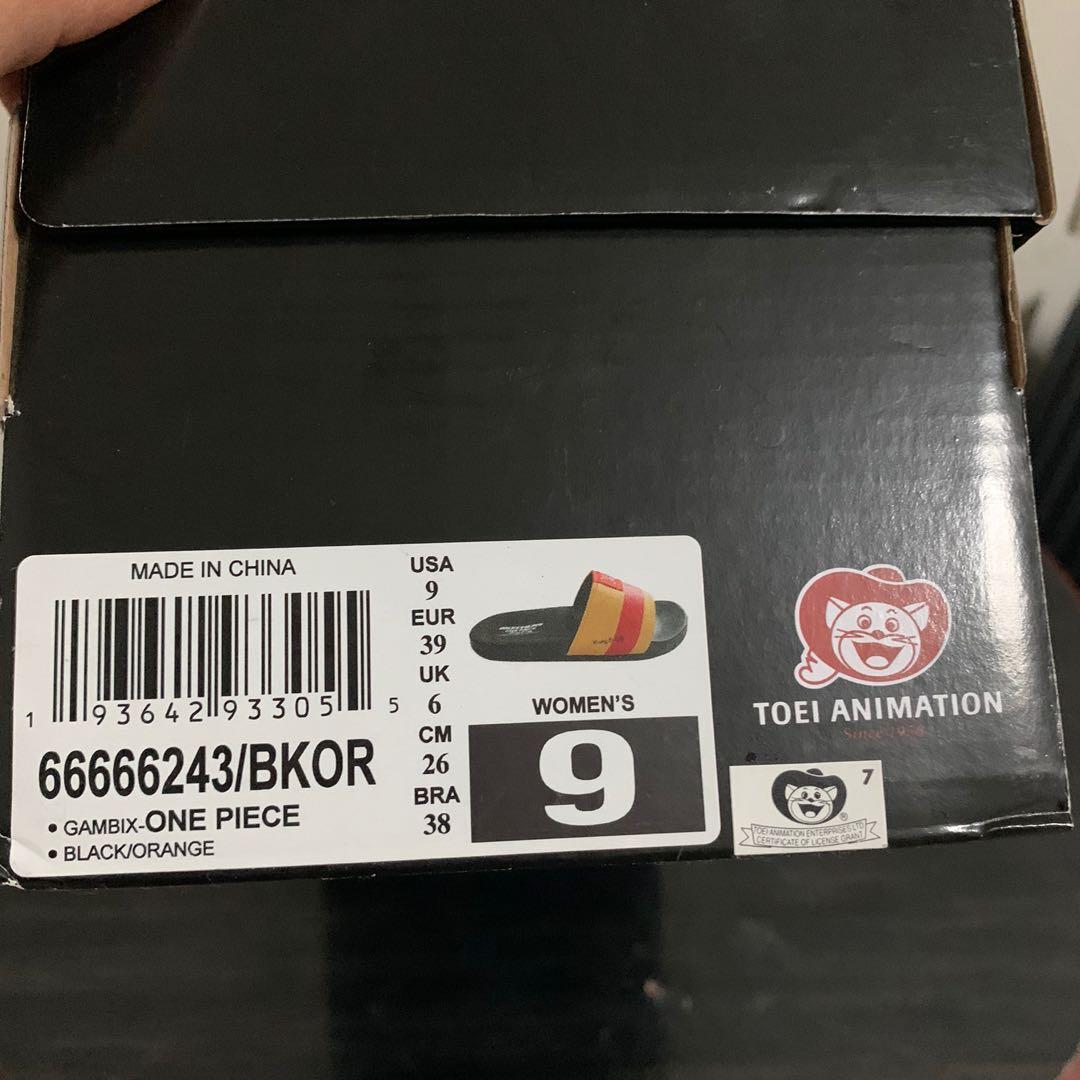 MADE IN CHINA
1 93642 93305 5
66666243/BKOR
• GAMBIX-ONE PIECE
• BLACK/ORANGE
USA
9
EUR
39
UK
6
CM
26
BRA
38
WOMEN'S
9
TOEI ANIMATION
Since 1956
7
®
TOEI ANIMATION ENTERPRISES LTD
CERTIFICATE OF LICENSE GRANT